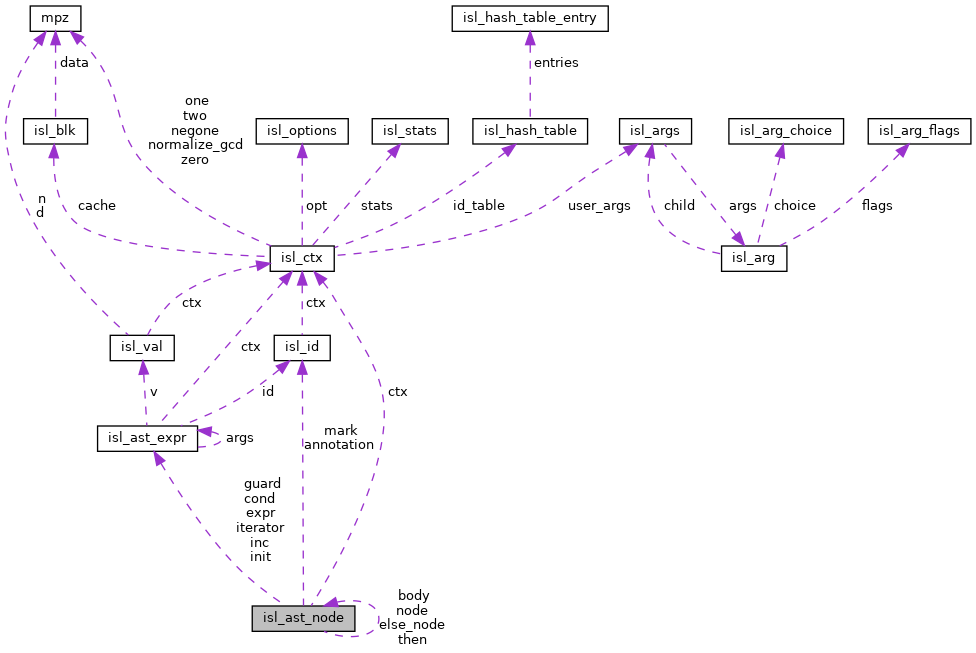 mpz
isl_hash_table_entry
data
entries
one
two
negone
normalize_gcd
zero
isl_blk
isl_options
isl_stats
isl_hash_table
isl_args
isl_arg_choice
isl_arg_flags
n
d
cache
opt
stats
id_table
user_args
child
args
choice
flags
isl_ctx
isl_arg
ctx
ctx
isl_val
ctx
isl_id
v
id
ctx
isl_ast_expr
args
mark
annotation
guard
cond
expr
iterator
inc
init
isl_ast_node
body
node
else_node
then